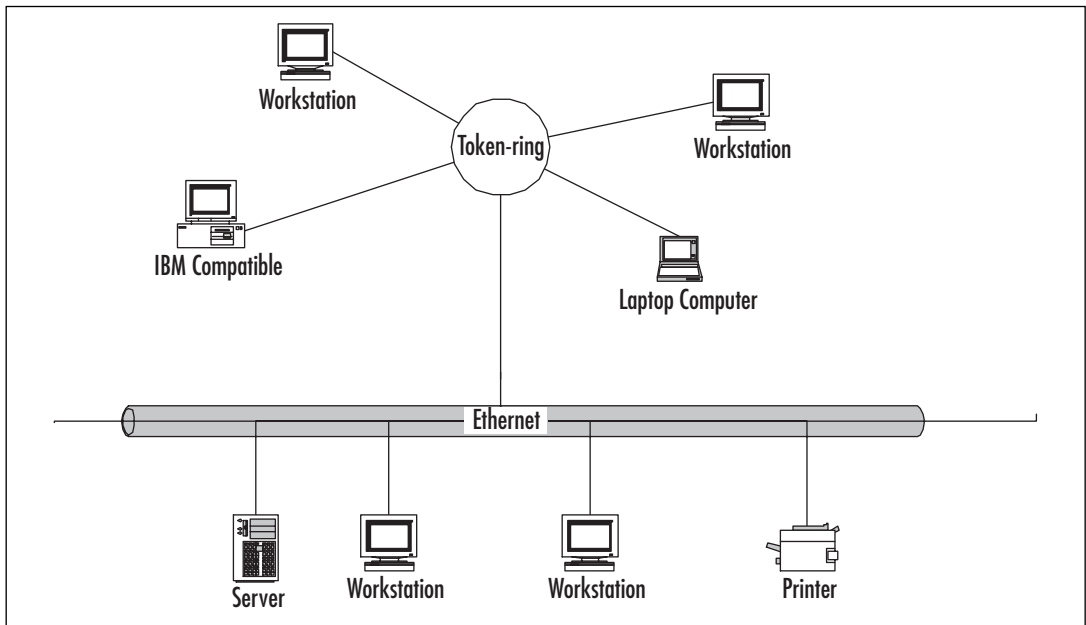 Workstation
Workstation
Token-ring
IBM Compatible
Laptop Computer
Ethernet
Server
Workstation
Workstation
Printer